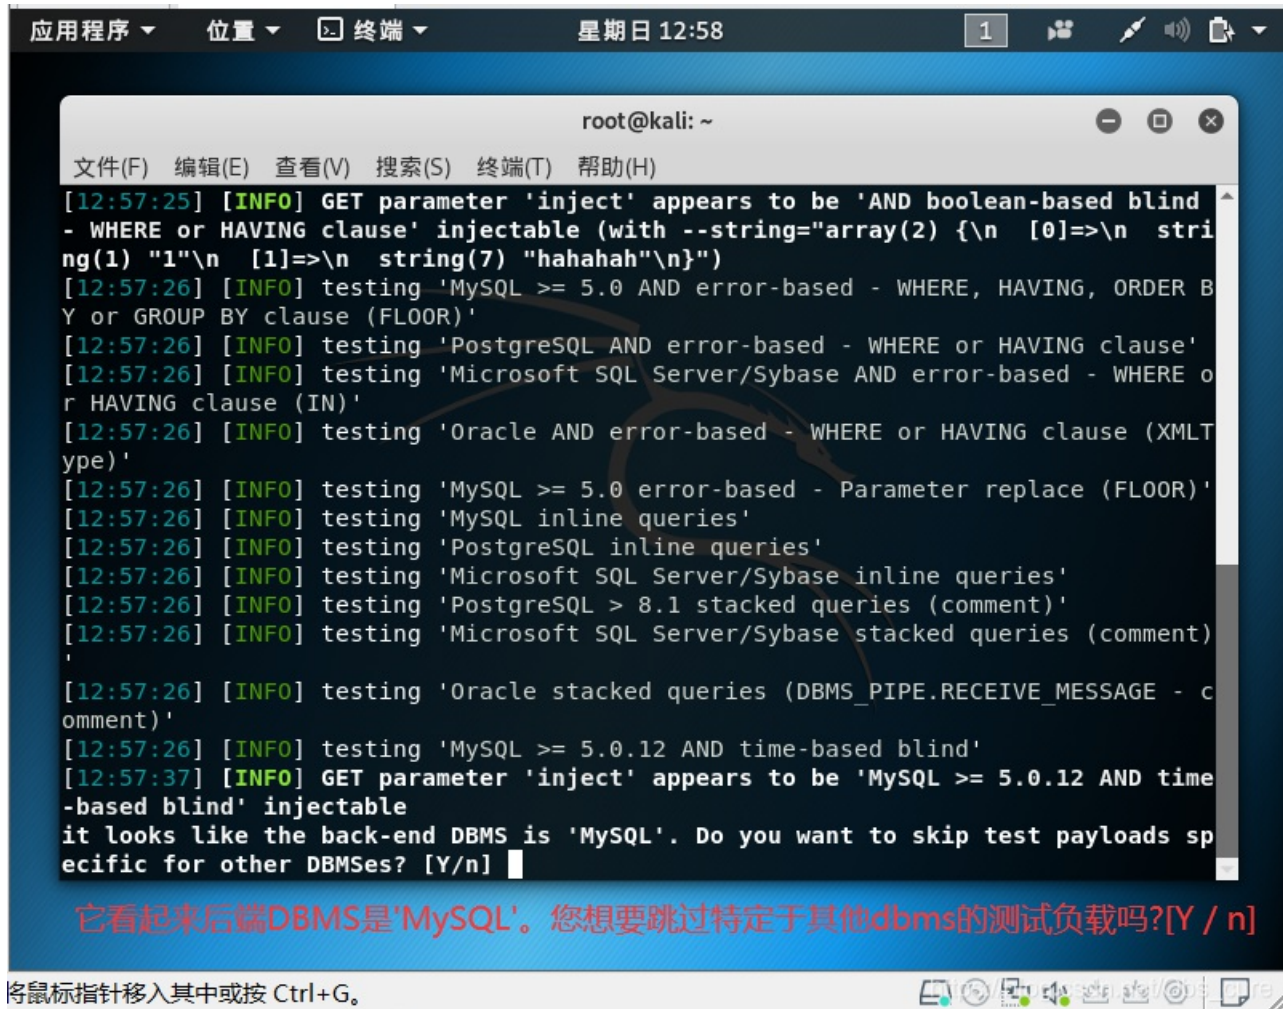 应用程序 位置 终端 星期日 12:58 1
root@kali: ~
文件(F) 编辑(E) 查看(V) 搜索(S) 终端(T) 帮助(H)
[12:57:25] [INFO] GET parameter 'inject' appears to be 'AND boolean-based blind
- WHERE or HAVING clause' injectable (with --string="array(2) {\n  [0]=>\n  stri
ng(1) "1"\n  [1]=>\n  string(7) "hahahah"\n}")
[12:57:26] [INFO] testing 'MySQL >= 5.0 AND error-based - WHERE, HAVING, ORDER B
Y or GROUP BY clause (FLOOR)'
[12:57:26] [INFO] testing 'PostgreSQL AND error-based - WHERE or HAVING clause'
[12:57:26] [INFO] testing 'Microsoft SQL Server/Sybase AND error-based - WHERE o
r HAVING clause (IN)'
[12:57:26] [INFO] testing 'Oracle AND error-based - WHERE or HAVING clause (XMLT
ype)'
[12:57:26] [INFO] testing 'MySQL >= 5.0 error-based - Parameter replace (FLOOR)'
[12:57:26] [INFO] testing 'MySQL inline queries'
[12:57:26] [INFO] testing 'PostgreSQL inline queries'
[12:57:26] [INFO] testing 'Microsoft SQL Server/Sybase inline queries'
[12:57:26] [INFO] testing 'PostgreSQL > 8.1 stacked queries (comment)'
[12:57:26] [INFO] testing 'Microsoft SQL Server/Sybase stacked queries (comment)
'
[12:57:26] [INFO] testing 'Oracle stacked queries (DBMS_PIPE.RECEIVE_MESSAGE - c
omment)'
[12:57:26] [INFO] testing 'MySQL >= 5.0.12 AND time-based blind'
[12:57:37] [INFO] GET parameter 'inject' appears to be 'MySQL >= 5.0.12 AND time
-based blind' injectable
it looks like the back-end DBMS is 'MySQL'. Do you want to skip test payloads sp
ecific for other DBMSes? [Y/n]
它看起来后端DBMS是'MySQL'。您想要跳过特定于其他dbms的测试负载吗?[Y / n]
将鼠标指针移入其中或按 Ctrl+G。